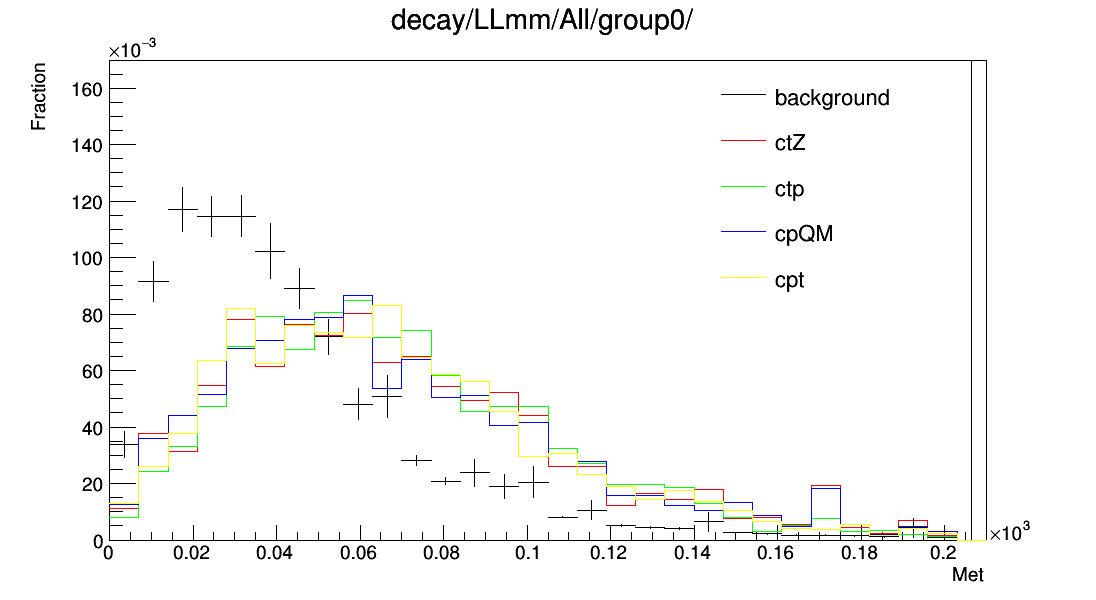 decay/LLmm/All/group0/
×10⁻³
Fraction
160
140
120
100
80
60
40
20
0
background
ctZ
ctp
cpQM
cpt
0 0.02 0.04 0.06 0.08 0.1 0.12 0.14 0.16 0.18 0.2
×10³
Met